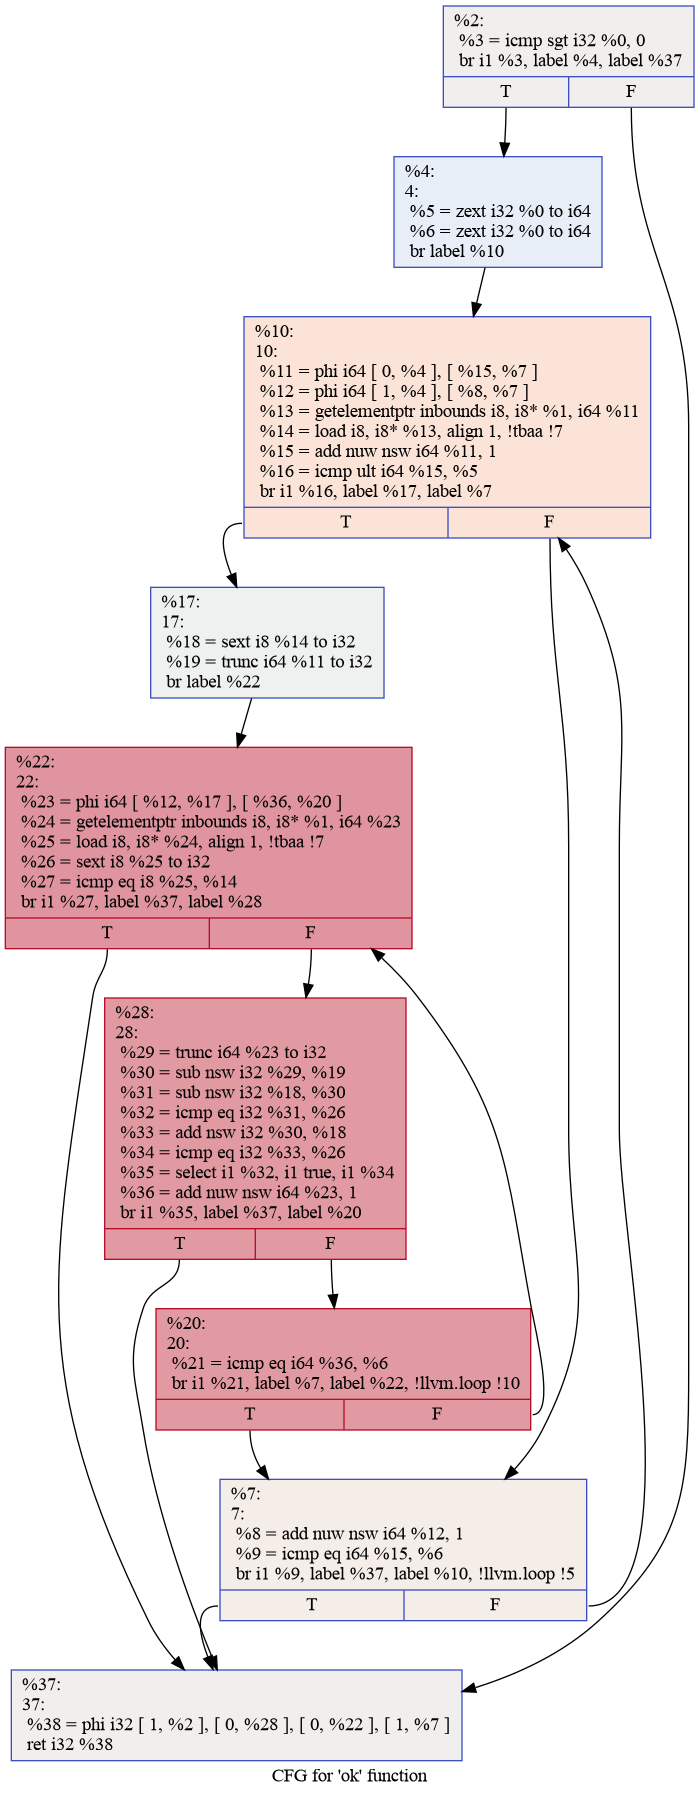 %2:
%3 = icmp sgt i32 %0, 0
br i1 %3, label %4, label %37
T F
%4:
4:
%5 = zext i32 %0 to i64
%6 = zext i32 %0 to i64
br label %10
%10:
10:
%11 = phi i64 [ 0, %4 ], [ %15, %7 ]
%12 = phi i64 [ 1, %4 ], [ %8, %7 ]
%13 = getelementptr inbounds i8, i8* %1, i64 %11
%14 = load i8, i8* %13, align 1, !tbaa !7
%15 = add nuw nsw i64 %11, 1
%16 = icmp ult i64 %15, %5
br i1 %16, label %17, label %7
T F
%17:
17:
%18 = sext i8 %14 to i32
%19 = trunc i64 %11 to i32
br label %22
%22:
22:
%23 = phi i64 [ %12, %17 ], [ %36, %20 ]
%24 = getelementptr inbounds i8, i8* %1, i64 %23
%25 = load i8, i8* %24, align 1, !tbaa !7
%26 = sext i8 %25 to i32
%27 = icmp eq i8 %25, %14
br i1 %27, label %37, label %28
T F
%28:
28:
%29 = trunc i64 %23 to i32
%30 = sub nsw i32 %29, %19
%31 = sub nsw i32 %18, %30
%32 = icmp eq i32 %31, %26
%33 = add nsw i32 %30, %18
%34 = icmp eq i32 %33, %26
%35 = select i1 %32, i1 true, i1 %34
%36 = add nuw nsw i64 %23, 1
br i1 %35, label %37, label %20
T F
%20:
20:
%21 = icmp eq i64 %36, %6
br i1 %21, label %7, label %22, !llvm.loop !10
T F
%7:
7:
%8 = add nuw nsw i64 %12, 1
%9 = icmp eq i64 %15, %6
br i1 %9, label %37, label %10, !llvm.loop !5
T F
%37:
37:
%38 = phi i32 [ 1, %2 ], [ 0, %28 ], [ 0, %22 ], [ 1, %7 ]
ret i32 %38
CFG for 'ok' function